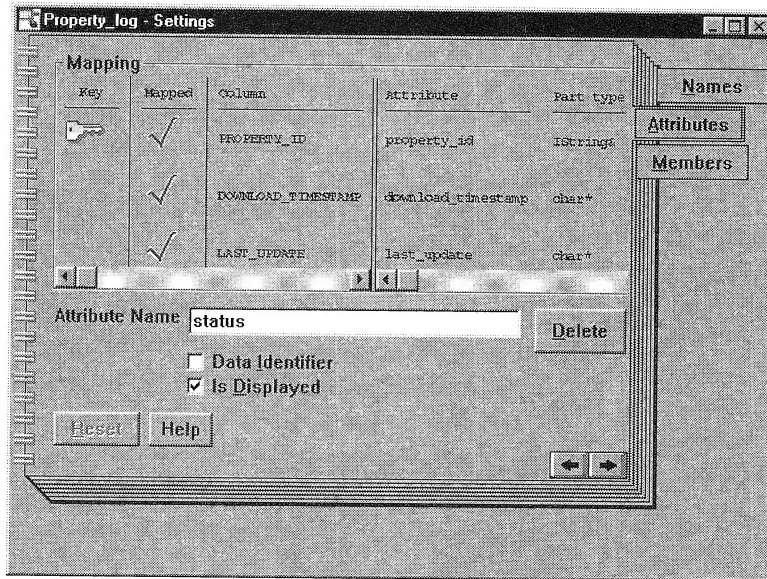 Property_log - Settings
Mapping
Key Mapped Column Attribute Part type
PROPERTY_ID property_id IString&
DOWNLOAD_TIMESTAMP download_timestamp char*
LAST_UPDATE last_update char*
Names
Attributes
Members
Attribute Name status Delete
Data Identifier
Is Displayed
Reset Help